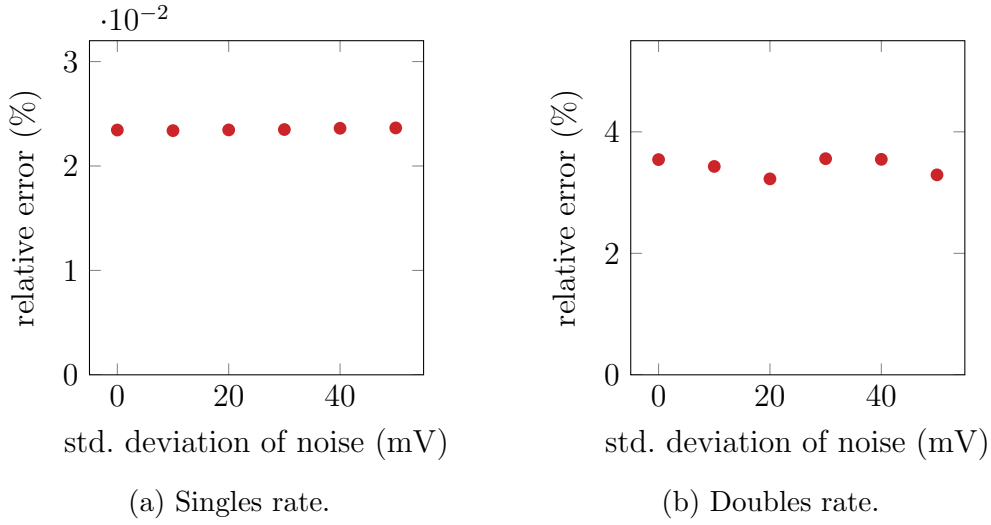 ·10⁻²
3
2
1
0
relative error (%)
0 20 40
std. deviation of noise (mV)
(a) Singles rate.
4
2
0
relative error (%)
0 20 40
std. deviation of noise (mV)
(b) Doubles rate.